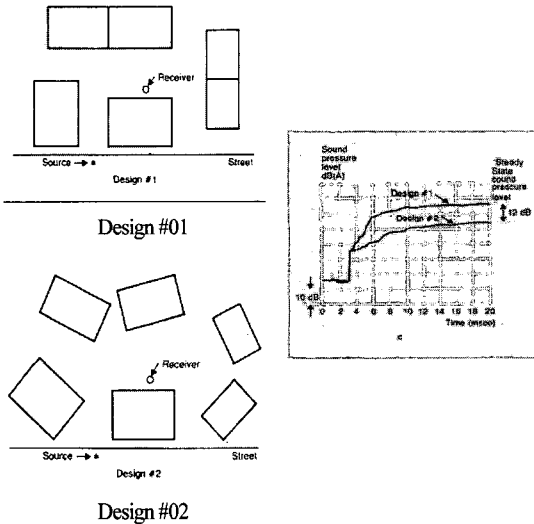 Receiver
Source → *
Street
Design #1
Design #01
Receiver
Source → *
Street
Design #2
Design #02
Sound
pressure
level
dB(A)
Steady
State
sound
pressure
level
Design #1
Design #2
12 dB
10 dB
0 2 4 6 8 10 12 14 16 18 20
Time (msec)
c